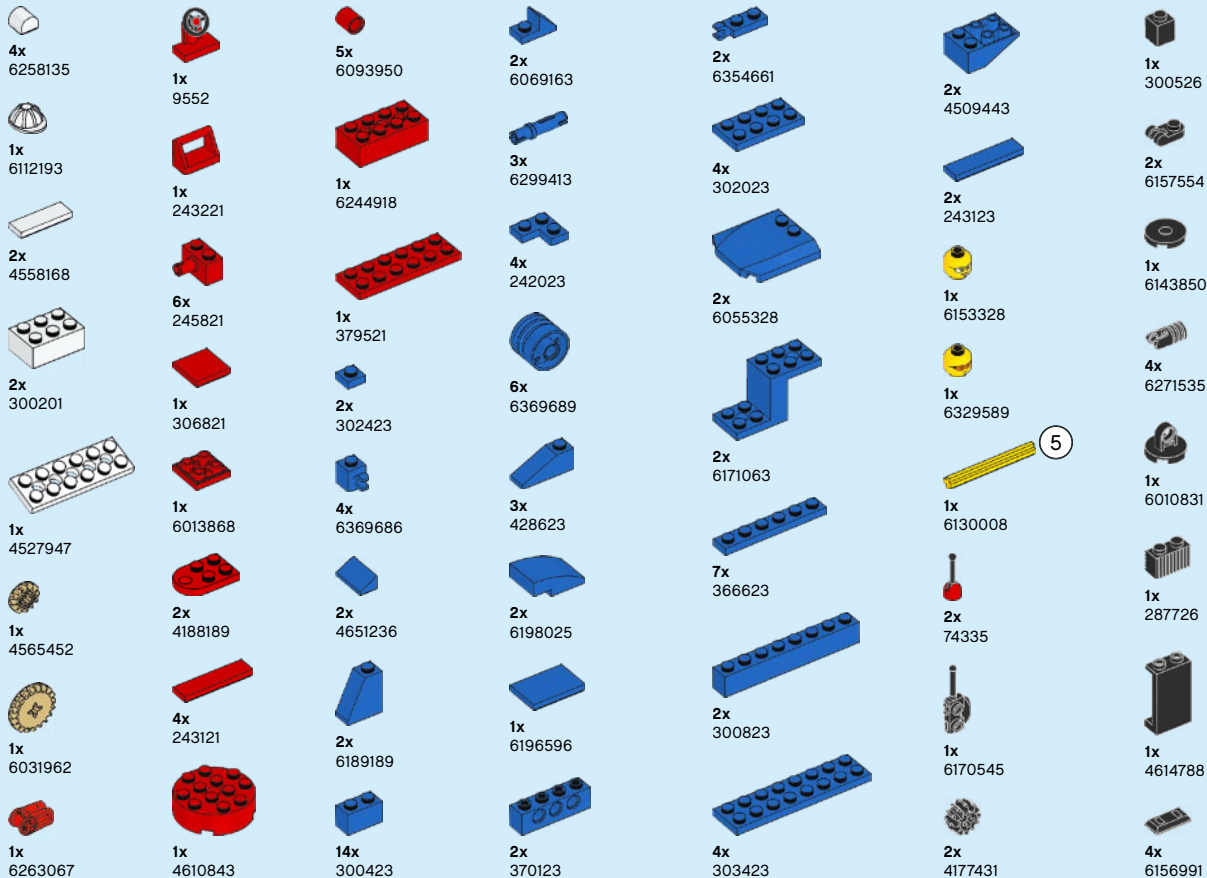 4x
6258135
1x
6112193
2x
4558168
2x
300201
1x
4527947
1x
4565452
1x
6031962
1x
6263067
1x
9552
1x
243221
6x
245821
1x
306821
1x
6013868
2x
4188189
4x
243121
1x
4610843
5x
6093950
1x
6244918
1x
379521
2x
302423
4x
6369686
2x
4651236
2x
6189189
14x
300423
2x
6069163
3x
6299413
4x
242023
6x
6369689
3x
428623
2x
6198025
1x
6196596
2x
370123
2x
6354661
4x
302023
2x
6055328
2x
6171063
7x
366623
2x
300823
4x
303423
2x
4509443
2x
243123
1x
6153328
1x
6329589
5
1x
6130008
2x
74335
1x
6170545
2x
4177431
1x
300526
2x
6157554
1x
6143850
4x
6271535
1x
6010831
1x
287726
1x
4614788
4x
6156991